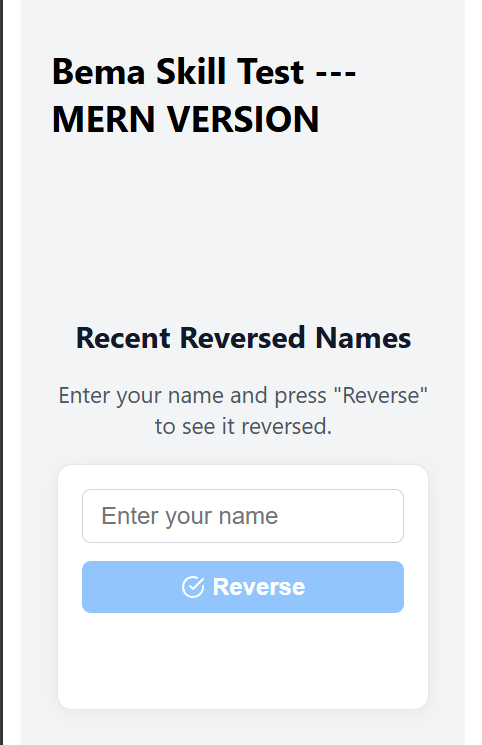 Bema Skill Test ---
MERN VERSION
Recent Reversed Names
Enter your name and press "Reverse"
to see it reversed.
Enter your name
Reverse